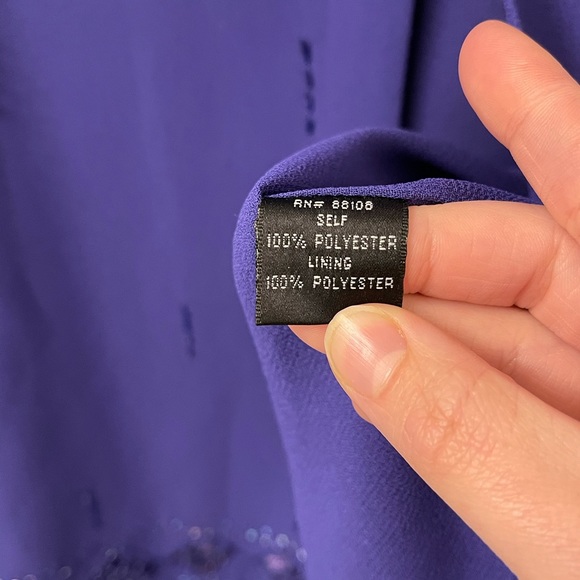 RN# 88108
SELF
100% POLYESTER
LINING
100% POLYESTER